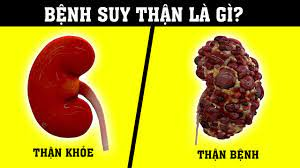 BỆNH SUY THẬN LÀ GÌ?
THẬN KHỎE
THẬN BỆNH